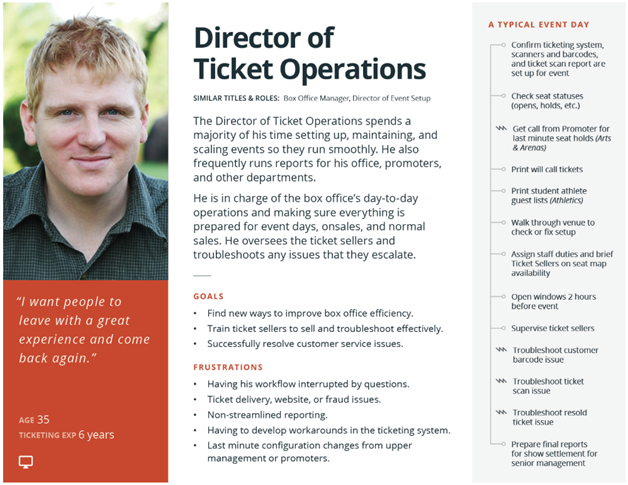 Director of
Ticket Operations
SIMILAR TITLES & ROLES: Box Office Manager, Director of Event Setup
The Director of Ticket Operations spends a
majority of his time setting up, maintaining, and
scaling events so they run smoothly. He also
frequently runs reports for his office, promoters,
and other departments.
He is in charge of the box office's day-to-day
operations and making sure everything is
prepared for event days, onsales, and normal
sales. He oversees the ticket sellers and
troubleshoots any issues that they escalate.
GOALS
• Find new ways to improve box office efficiency.
• Train ticket sellers to sell and troubleshoot effectively.
• Successfully resolve customer service issues.
FRUSTRATIONS
• Having his workflow interrupted by questions.
• Ticket delivery, website, or fraud issues.
• Non-streamlined reporting.
• Having to develop workarounds in the ticketing system.
• Last minute configuration changes from upper
management or promoters.
"I want people to
leave with a great
experience and come
back again."
AGE 35
TICKETING EXP 6 years
A TYPICAL EVENT DAY
Confirm ticketing system,
scanners and barcodes,
and ticket scan report are
set up for event
Check seat statuses
(opens, holds, etc.)
Get call from Promoter for
last minute seat holds (Arts
& Arenas)
Print will call tickets
Print student athlete
guest lists (Athletics)
Walk through venue to
check or fix setup
Assign staff duties and brief
Ticket Sellers on seat map
availability
Open windows 2 hours
before event
Supervise ticket sellers
Troubleshoot customer
barcode issue
Troubleshoot ticket
scan issue
Troubleshoot resold
ticket issue
Prepare final reports
for show settlement for
senior management